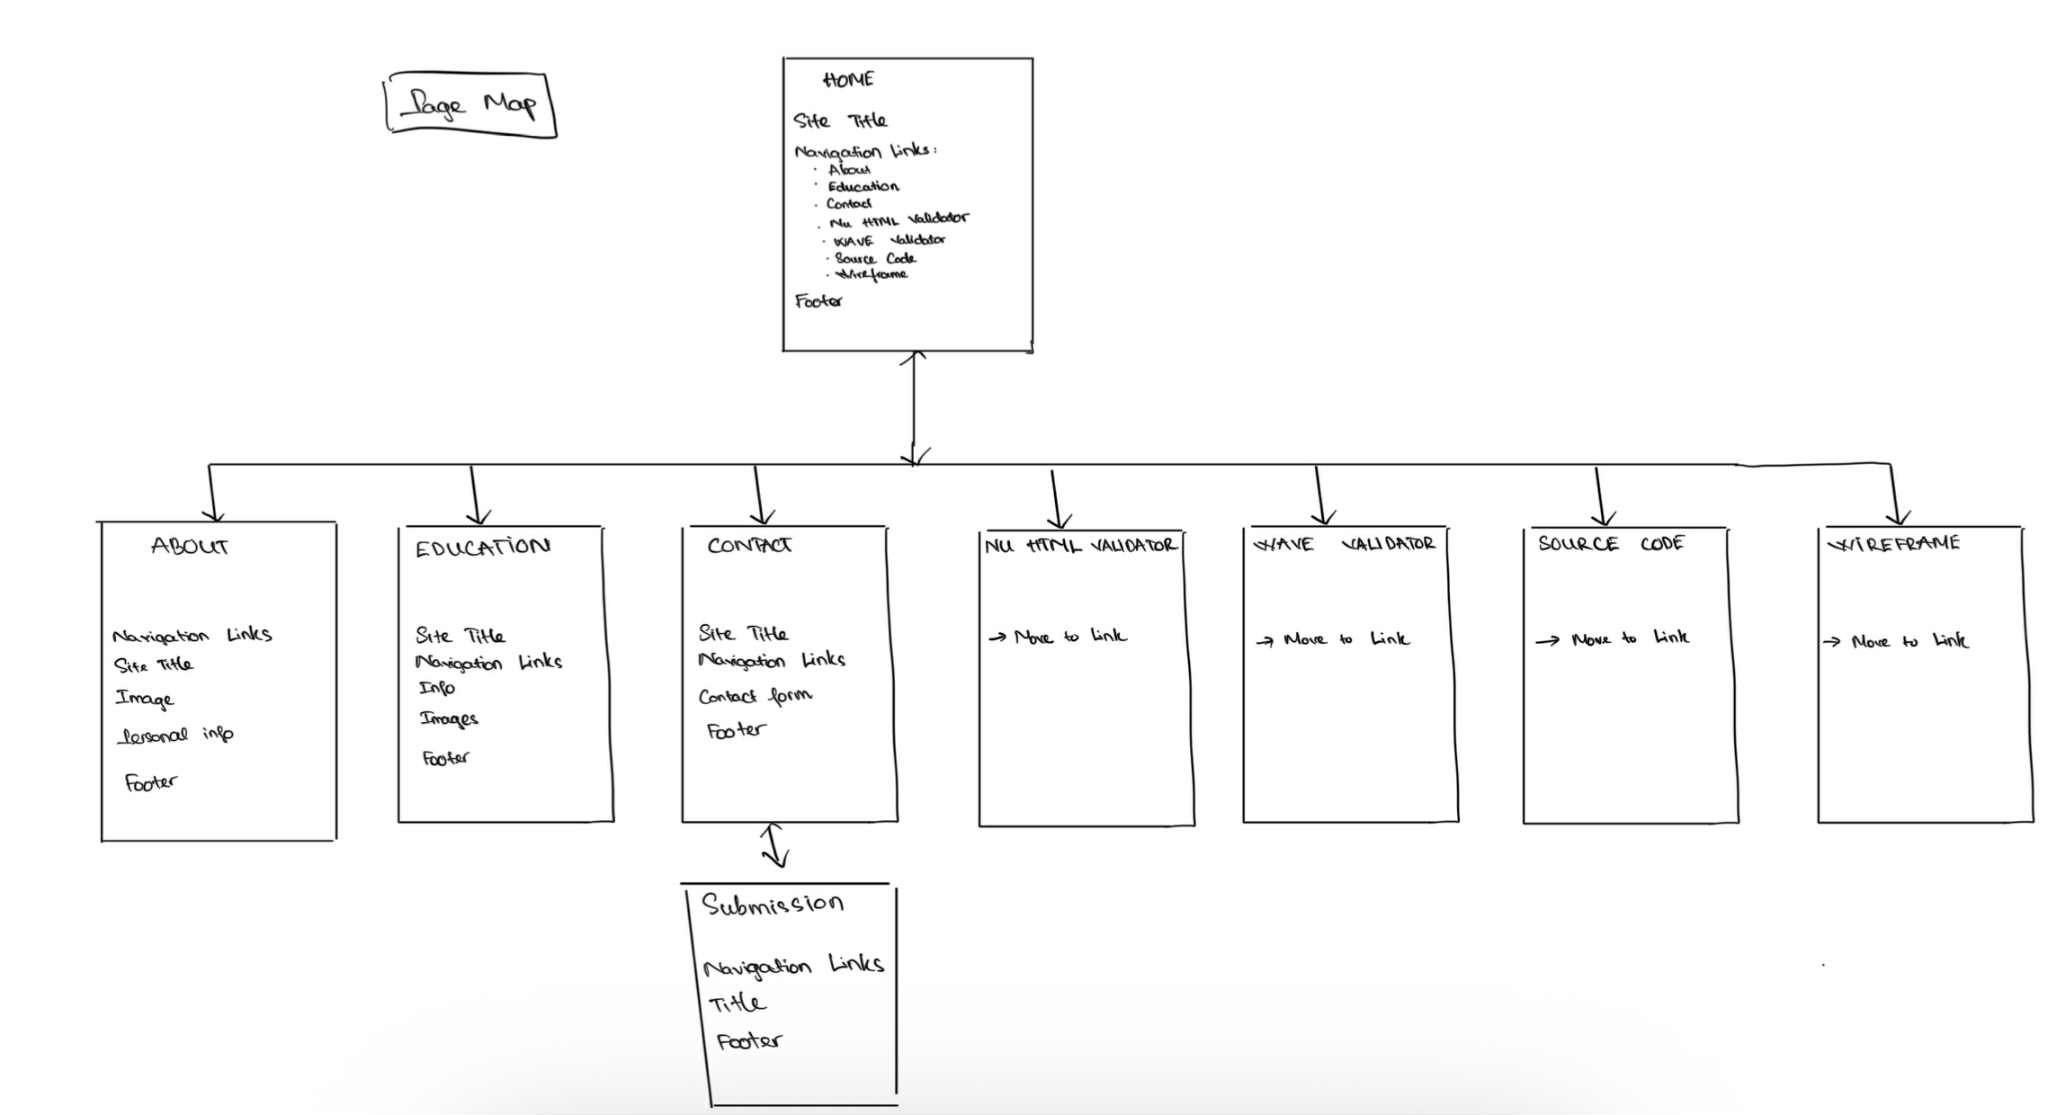 Page Map
HOME
Site Title
Navigation Links:
· About
· Education
· Contact
· Nu HTML Validator
· WAVE Validator
· Source Code
· Wireframe
Footer
ABOUT
Navigation Links
Site Title
Image
Personal info
Footer
EDUCATION
Site Title
Navigation Links
Info
Images
Footer
CONTACT
Site Title
Navigation Links
Contact form
Footer
NU HTML VALIDATOR
→ Move to Link
WAVE VALIDATOR
→ Move to Link
SOURCE CODE
→ Move to Link
WIREFRAME
→ Move to Link
Submission
Navigation Links
Title
Footer